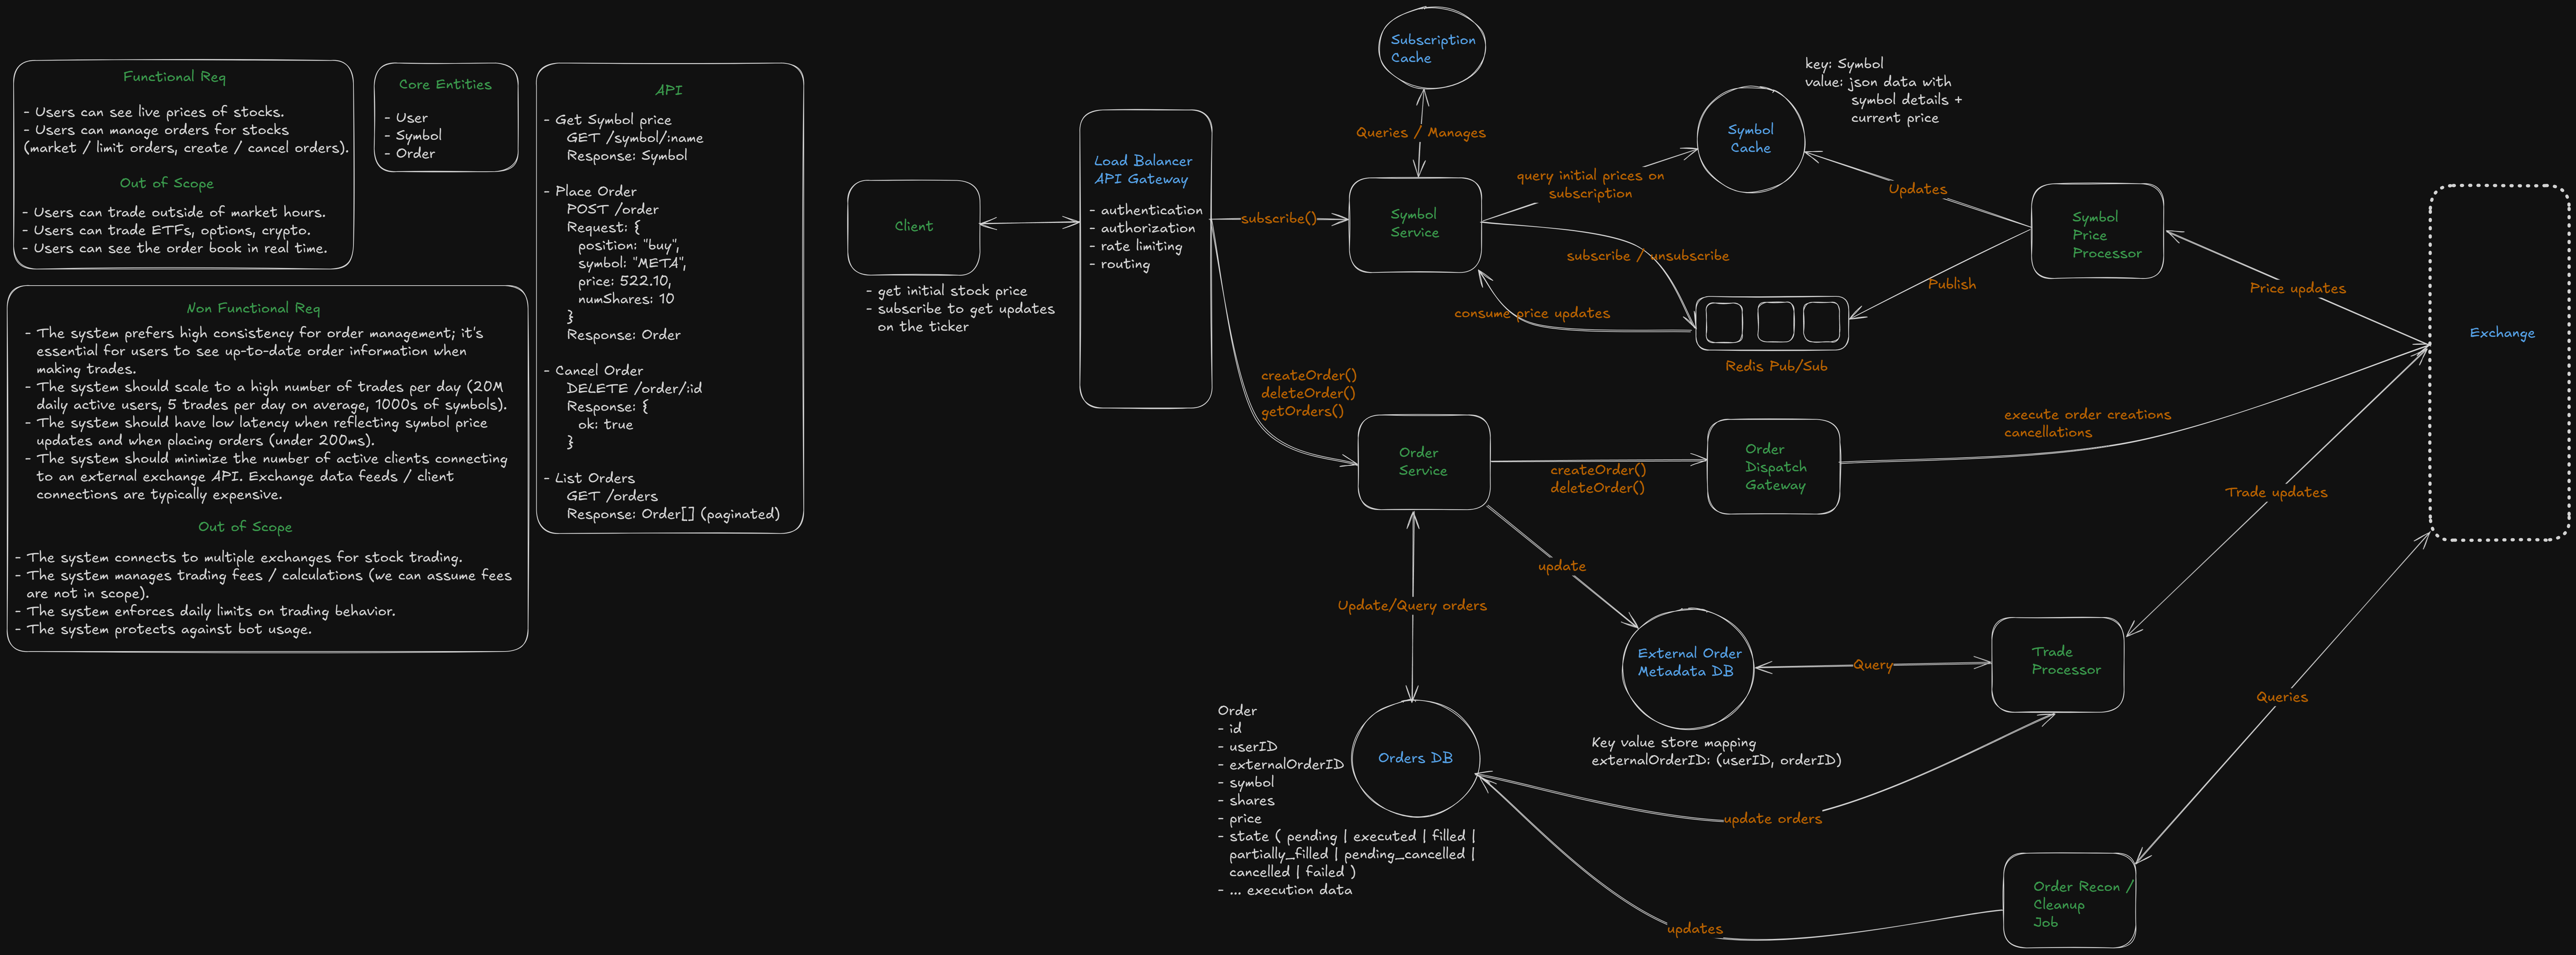 Functional Req
- Users can see live prices of stocks.
- Users can manage orders for stocks
(market / limit orders, create / cancel orders).
Out of Scope
- Users can trade outside of market hours.
- Users can trade ETFs, options, crypto.
- Users can see the order book in real time.
Core Entities
- User
- Symbol
- Order
Non Functional Req
- The system prefers high consistency for order management; it's
essential for users to see up-to-date order information when
making trades.
- The system should scale to a high number of trades per day (20M
daily active users, 5 trades per day on average, 1000s of symbols).
- The system should have low latency when reflecting symbol price
updates and when placing orders (under 200ms).
- The system should minimize the number of active clients connecting
to an external exchange API. Exchange data feeds / client
connections are typically expensive.
Out of Scope
- The system connects to multiple exchanges for stock trading.
- The system manages trading fees / calculations (we can assume fees
are not in scope).
- The system enforces daily limits on trading behavior.
- The system protects against bot usage.
API
- Get Symbol price
GET /symbol/:name
Response: Symbol
- Place Order
POST /order
Request: {
position: "buy",
symbol: "META",
price: 522.10,
numShares: 10
}
Response: Order
- Cancel Order
DELETE /order/:id
Response: {
ok: true
}
- List Orders
GET /orders
Response: Order[] (paginated)
Client
- get initial stock price
- subscribe to get updates
on the ticker
Load Balancer
API Gateway
- authentication
- authorization
- rate limiting
- routing
subscribe()
createOrder()
deleteOrder()
getOrders()
Subscription
Cache
Queries / Manages
Symbol
Service
query initial prices on
subscription
subscribe / unsubscribe
consume price updates
Symbol
Cache
key: Symbol
value: json data with
symbol details +
current price
Updates
Publish
Redis Pub/Sub
Symbol
Price
Processor
Price updates
Exchange
Order
Service
createOrder()
deleteOrder()
Order
Dispatch
Gateway
execute order creations
cancellations
Trade updates
update
Update/Query orders
External Order
Metadata DB
Key value store mapping
externalOrderID: (userID, orderID)
Query
Trade
Processor
Queries
Orders DB
Order
- id
- userID
- externalOrderID
- symbol
- shares
- price
- state ( pending | executed | filled |
partially_filled | pending_cancelled |
cancelled | failed )
- ... execution data
update orders
updates
Order Recon /
Cleanup
Job